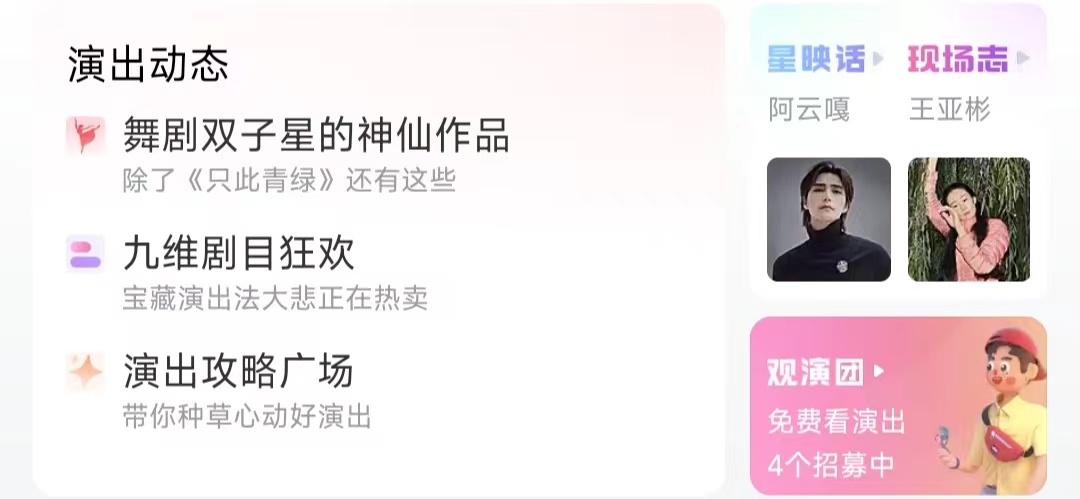 演出动态
舞剧双子星的神仙作品
除了《只此青绿》还有这些
九维剧目狂欢
宝藏演出法大悲正在热卖
演出攻略广场
带你种草心动好演出
星映话
现场志
阿云嘎
王亚彬
观演团
免费看演出
4个招募中